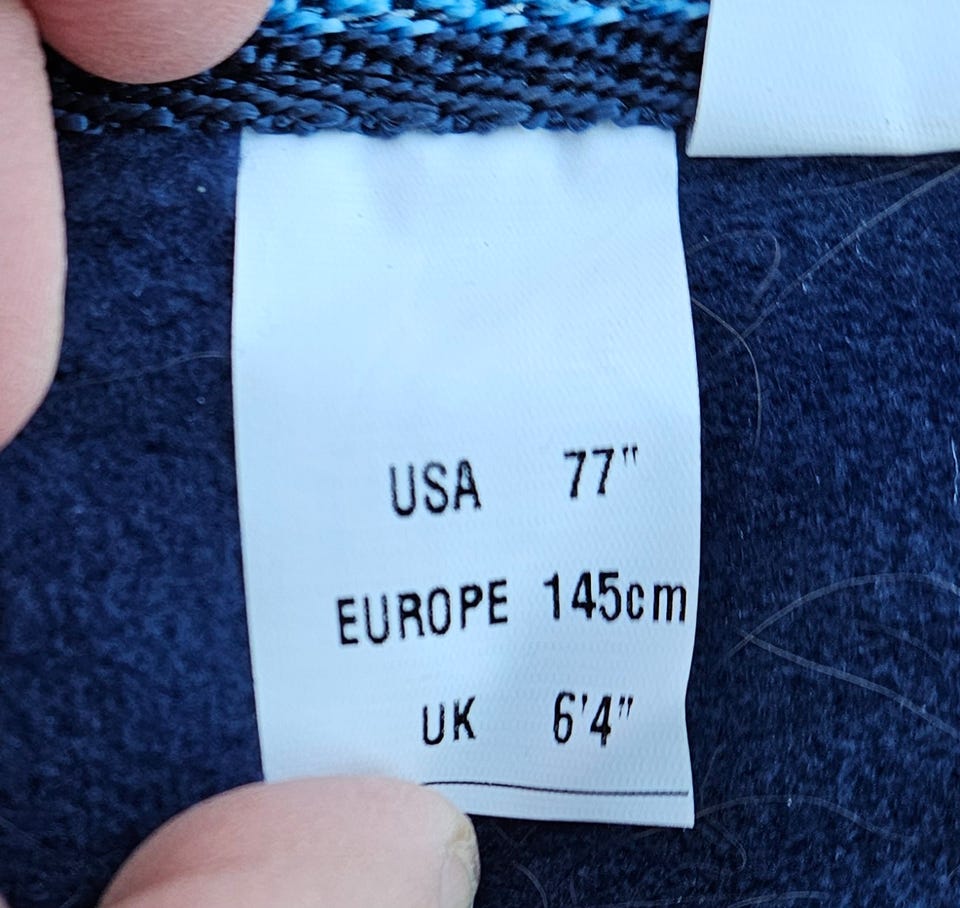 USA 77"
EUROPE 145cm
UK 6'4"